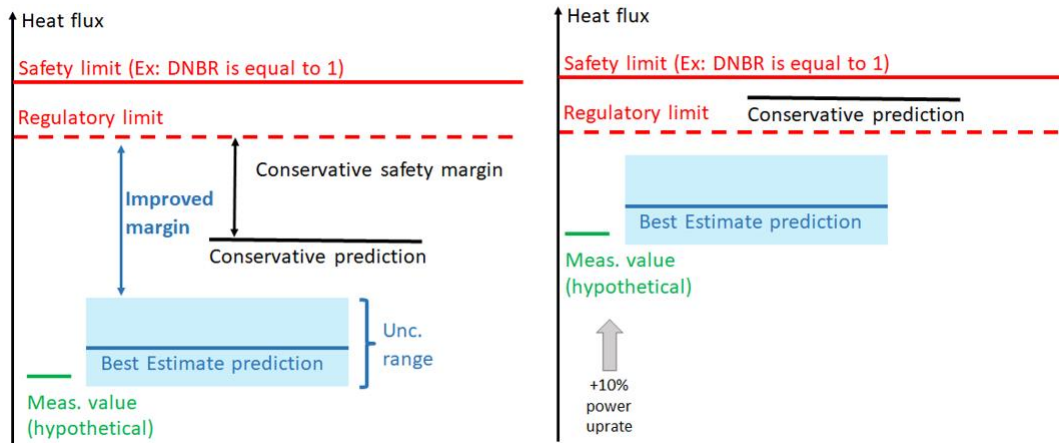 Heat flux
Safety limit (Ex: DNBR is equal to 1)
Regulatory limit
Conservative safety margin
Improved
margin
Conservative prediction
Unc.
range
Best Estimate prediction
Meas. value
(hypothetical)
Heat flux
Safety limit (Ex: DNBR is equal to 1)
Regulatory limit
Conservative prediction
Best Estimate prediction
Meas. value
(hypothetical)
+10%
power
uprate